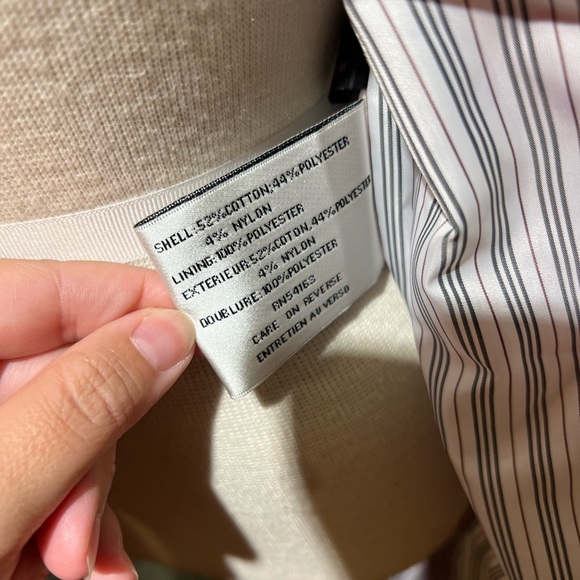 SHELL:52%COTTON;44%POLYESTER
4% NYLON
LINING:100%POLYESTER
EXTERIEUR:52%COTON,44%POLYESTER
4% NYLON
DOUBLURE:100%POLYESTER
RN54163
CARE ON REVERSE
ENTRETIEN AU VERSO